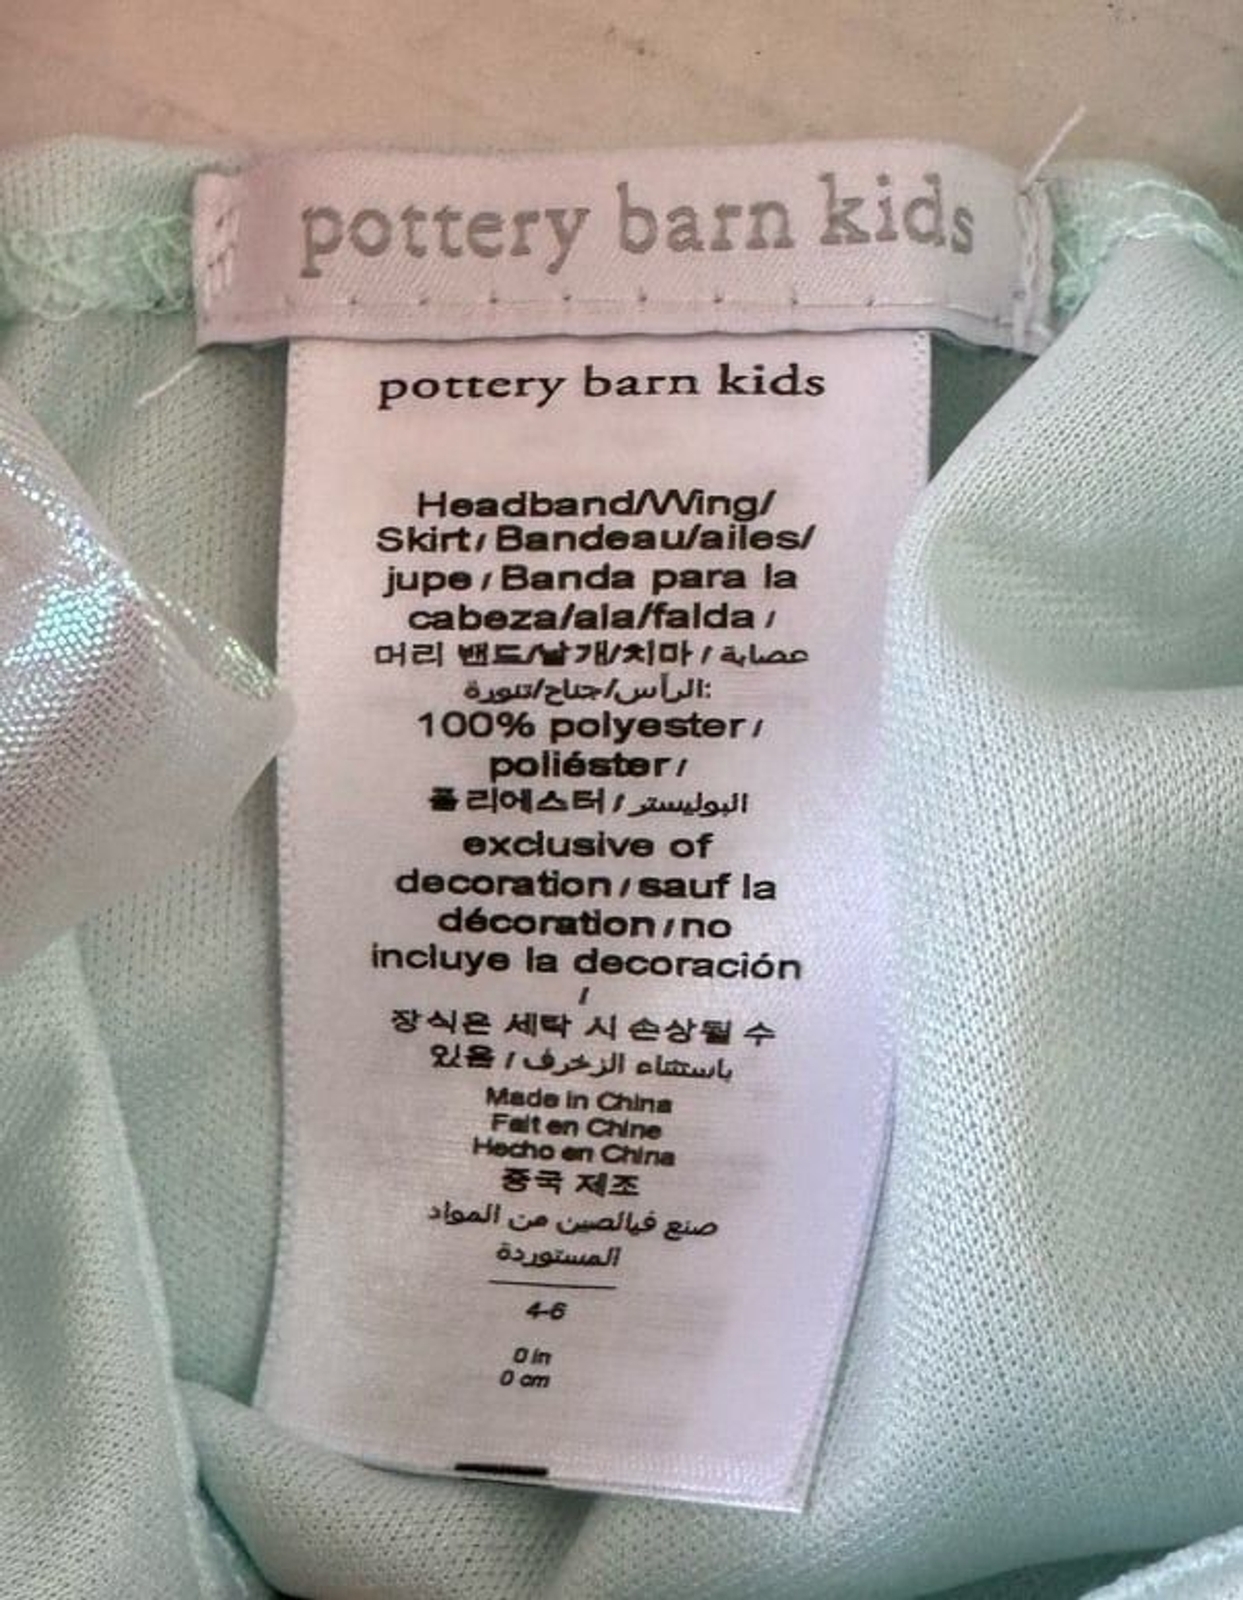 pottery barn kids
pottery barn kids
Headband/Wing/
Skirt / Bandeau/ailes/
jupe / Banda para la
cabeza/ala/falda /
머리 밴드/날개/치마 / عصابة
الرأس/جناح/تنورة:
100% polyester /
poliéster /
폴리에스터 / البوليستر
exclusive of
decoration / sauf la
décoration / no
incluye la decoración
/
장식은 세탁 시 손상될 수
있음 / باستثناء الزخرف
Made in China
Fait en Chine
Hecho en China
중국 제조
صنع فيالصين من المواد
المستوردة
4-6
0 in
0 cm